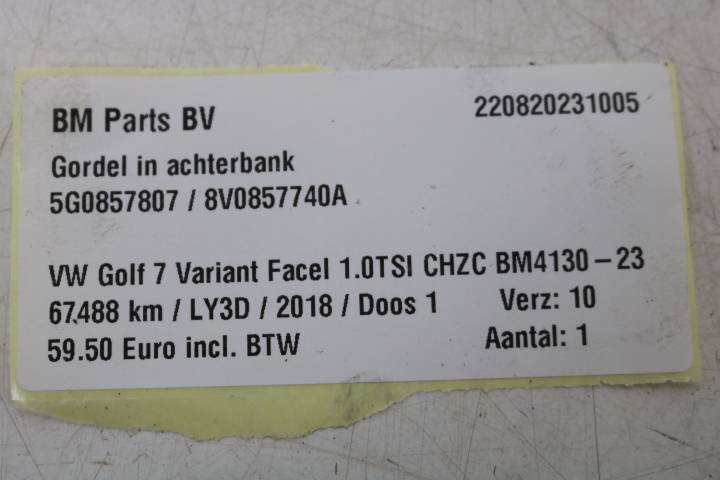 BM Parts BV 220820231005
Gordel in achterbank
5G0857807 / 8V0857740A
VW Golf 7 Variant Facel 1.0TSI CHZC BM4130-23
67.488 km / LY3D / 2018 / Doos 1 Verz: 10
59.50 Euro incl. BTW Aantal: 1